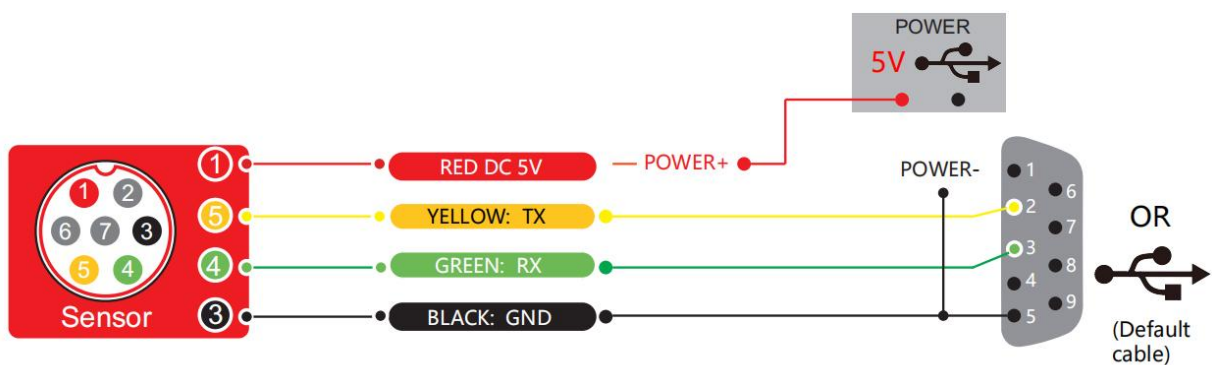 POWER
5V
1 RED DC 5V POWER+
POWER-
5 YELLOW: TX
4 GREEN: RX
3 BLACK: GND
1 2
6 7 3
5 4
Sensor
1
6
2
7
3
8
4
9
5
OR
(Default
cable)